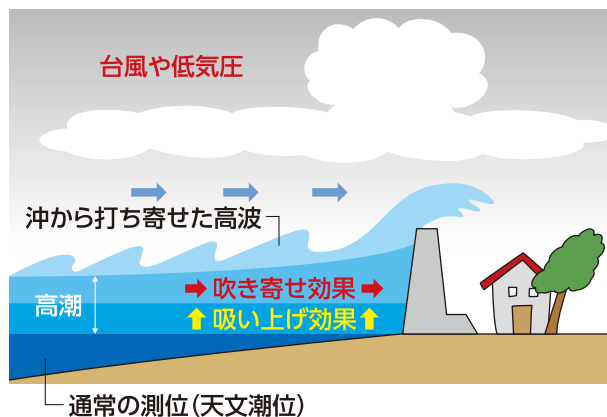 台風や低気圧
沖から打ち寄せた高波
高潮
吹き寄せ効果
吸い上げ効果
通常の測位(天文潮位)